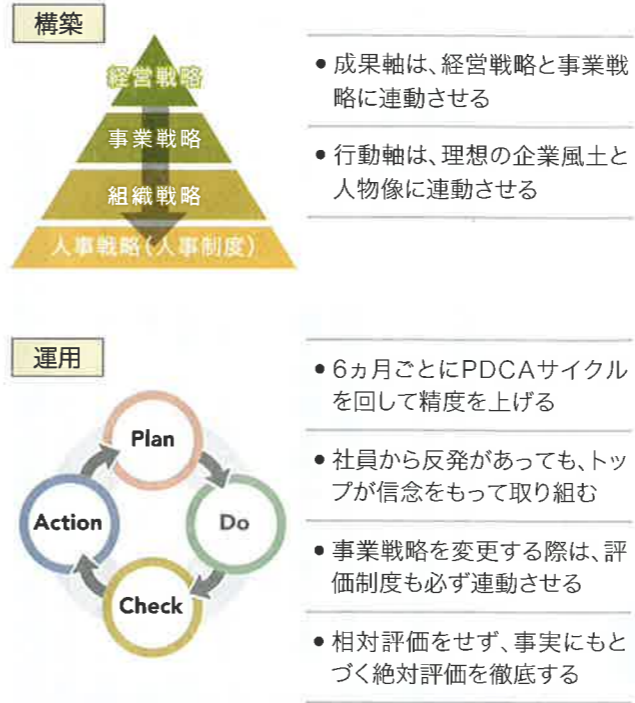 構築
経営戦略
事業戦略
組織戦略
人事戦略（人事制度）
● 成果軸は、経営戦略と事業戦
略に連動させる
● 行動軸は、理想の企業風土と
人物像に連動させる
運用
Plan
Do
Check
Action
● 6ヵ月ごとにPDCAサイクル
を回して精度を上げる
● 社員から反発があっても、トッ
プが信念をもって取り組む
● 事業戦略を変更する際は、評
価制度も必ず連動させる
● 相対評価をせず、事実にもと
づく絶対評価を徹底する